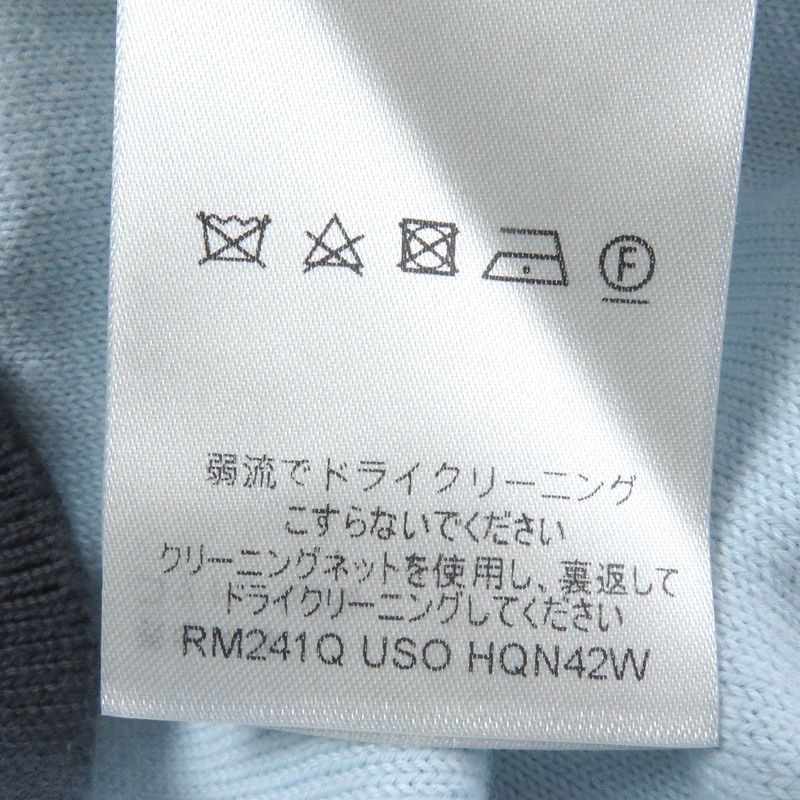 F
弱流でドライクリーニング
こすらないでください
クリーニングネットを使用し、裏返して
ドライクリーニングしてください
RM241Q USO HQN42W